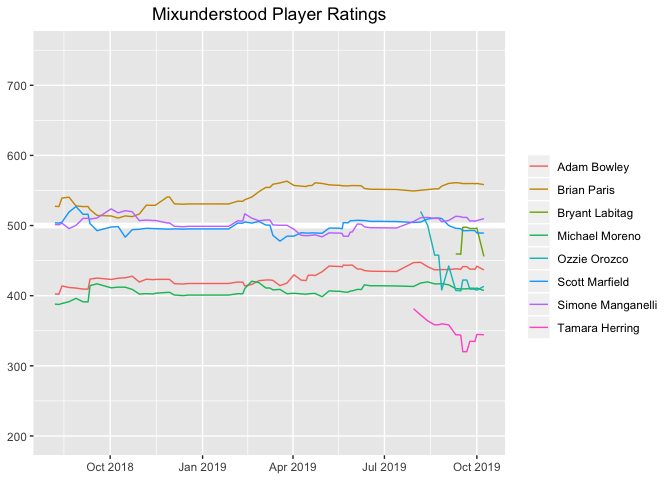 Mixunderstood Player Ratings
700
600
500
400
300
200
Oct 2018
Jan 2019
Apr 2019
Jul 2019
Oct 2019
Adam Bowley
Brian Paris
Bryant Labitag
Michael Moreno
Ozzie Orozco
Scott Marfield
Simone Manganelli
Tamara Herring